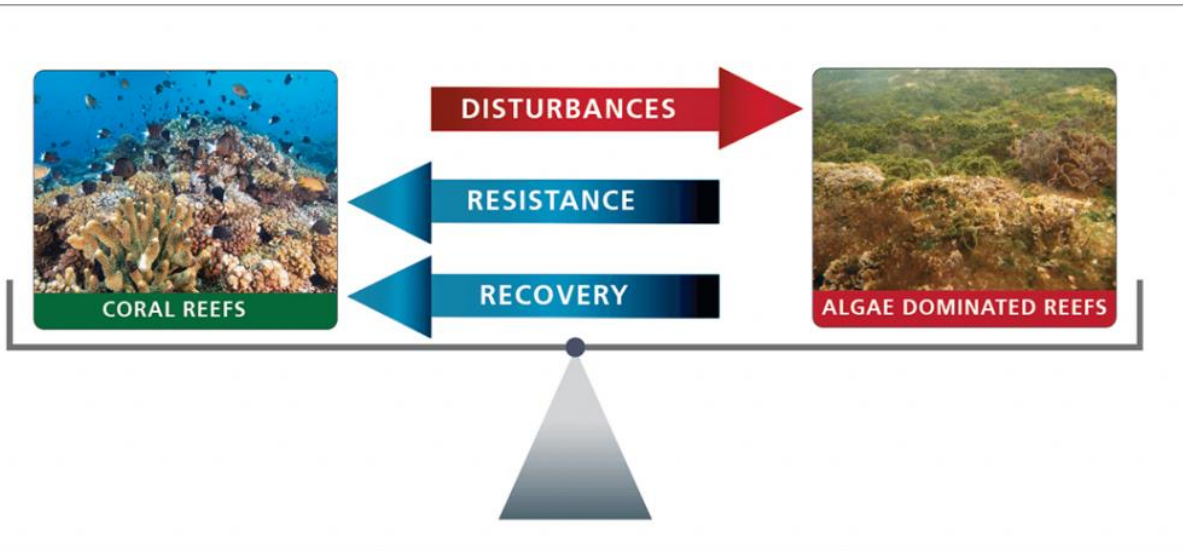 DISTURBANCES
RESISTANCE
RECOVERY
CORAL REEFS
ALGAE DOMINATED REEFS